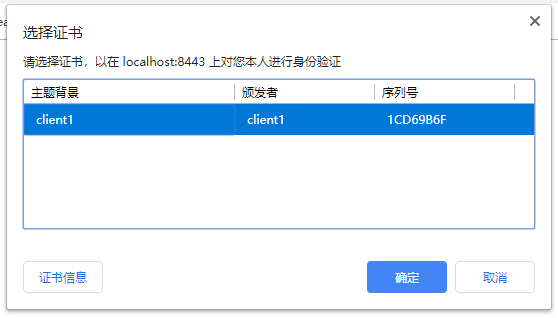 选择证书
请选择证书，以在 localhost:8443 上对您本人进行身份验证
主题背景 颁发者 序列号
client1 client1 1CD69B6F
证书信息 确定 取消